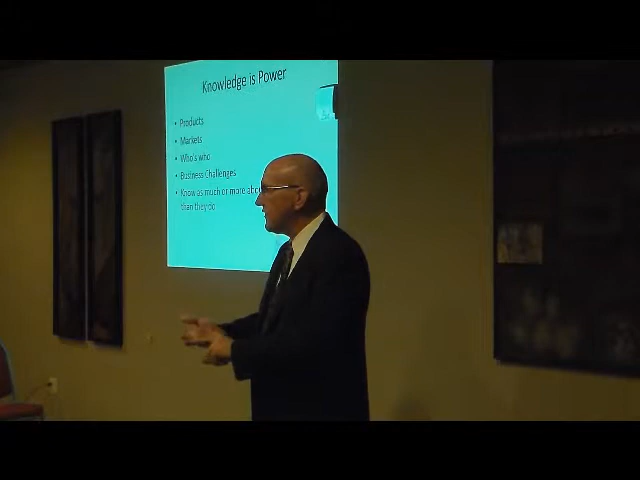 Knowledge is Power
• Products
• Markets
• Who's who
• Business Challenges
• Know as much or more
than they do